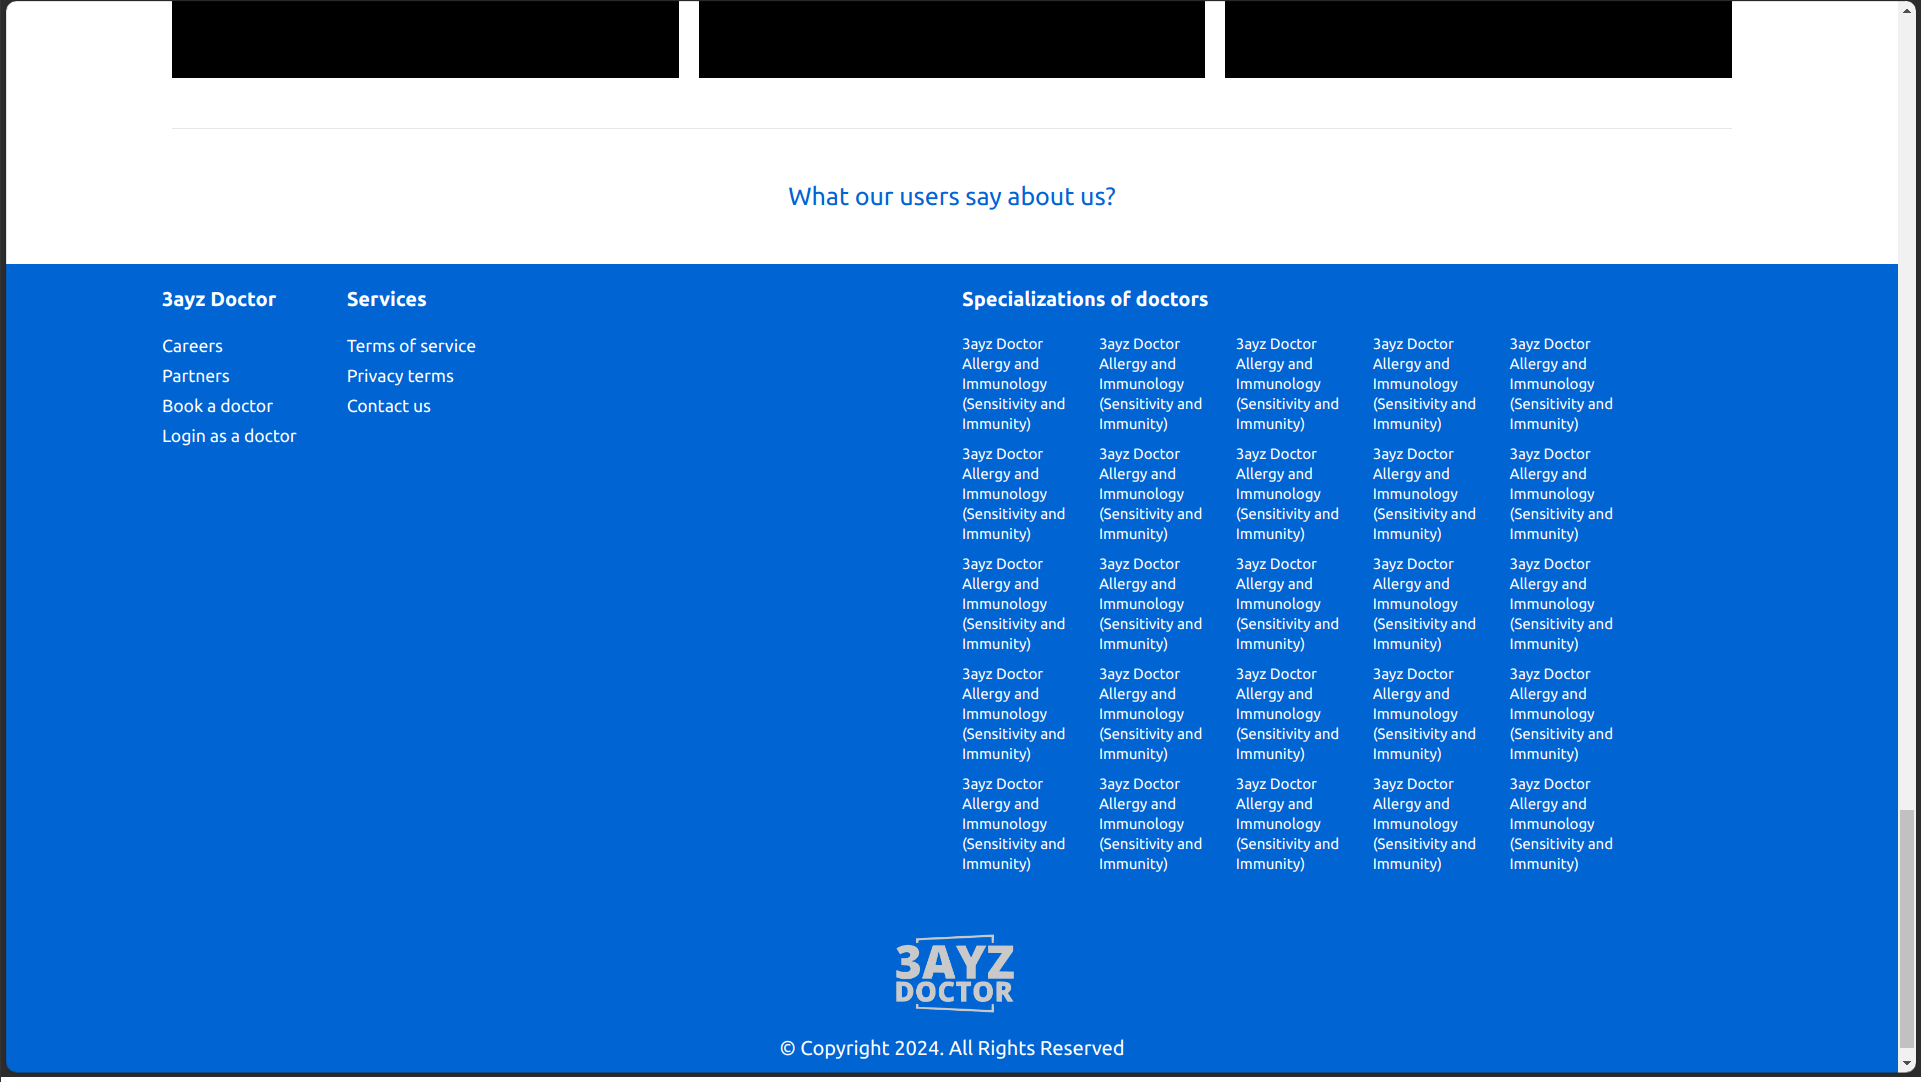 What our users say about us?
3ayz Doctor
Careers
Partners
Book a doctor
Login as a doctor
Services
Terms of service
Privacy terms
Contact us
Specializations of doctors
3ayz Doctor
Allergy and
Immunology
(Sensitivity and
Immunity)
3ayz Doctor
Allergy and
Immunology
(Sensitivity and
Immunity)
3ayz Doctor
Allergy and
Immunology
(Sensitivity and
Immunity)
3ayz Doctor
Allergy and
Immunology
(Sensitivity and
Immunity)
3ayz Doctor
Allergy and
Immunology
(Sensitivity and
Immunity)
3ayz Doctor
Allergy and
Immunology
(Sensitivity and
Immunity)
3ayz Doctor
Allergy and
Immunology
(Sensitivity and
Immunity)
3ayz Doctor
Allergy and
Immunology
(Sensitivity and
Immunity)
3ayz Doctor
Allergy and
Immunology
(Sensitivity and
Immunity)
3ayz Doctor
Allergy and
Immunology
(Sensitivity and
Immunity)
3ayz Doctor
Allergy and
Immunology
(Sensitivity and
Immunity)
3ayz Doctor
Allergy and
Immunology
(Sensitivity and
Immunity)
3ayz Doctor
Allergy and
Immunology
(Sensitivity and
Immunity)
3ayz Doctor
Allergy and
Immunology
(Sensitivity and
Immunity)
3ayz Doctor
Allergy and
Immunology
(Sensitivity and
Immunity)
3ayz Doctor
Allergy and
Immunology
(Sensitivity and
Immunity)
3ayz Doctor
Allergy and
Immunology
(Sensitivity and
Immunity)
3ayz Doctor
Allergy and
Immunology
(Sensitivity and
Immunity)
3ayz Doctor
Allergy and
Immunology
(Sensitivity and
Immunity)
3ayz Doctor
Allergy and
Immunology
(Sensitivity and
Immunity)
3ayz Doctor
Allergy and
Immunology
(Sensitivity and
Immunity)
3ayz Doctor
Allergy and
Immunology
(Sensitivity and
Immunity)
3ayz Doctor
Allergy and
Immunology
(Sensitivity and
Immunity)
3ayz Doctor
Allergy and
Immunology
(Sensitivity and
Immunity)
3ayz Doctor
Allergy and
Immunology
(Sensitivity and
Immunity)
3AYZ
DOCTOR
© Copyright 2024. All Rights Reserved